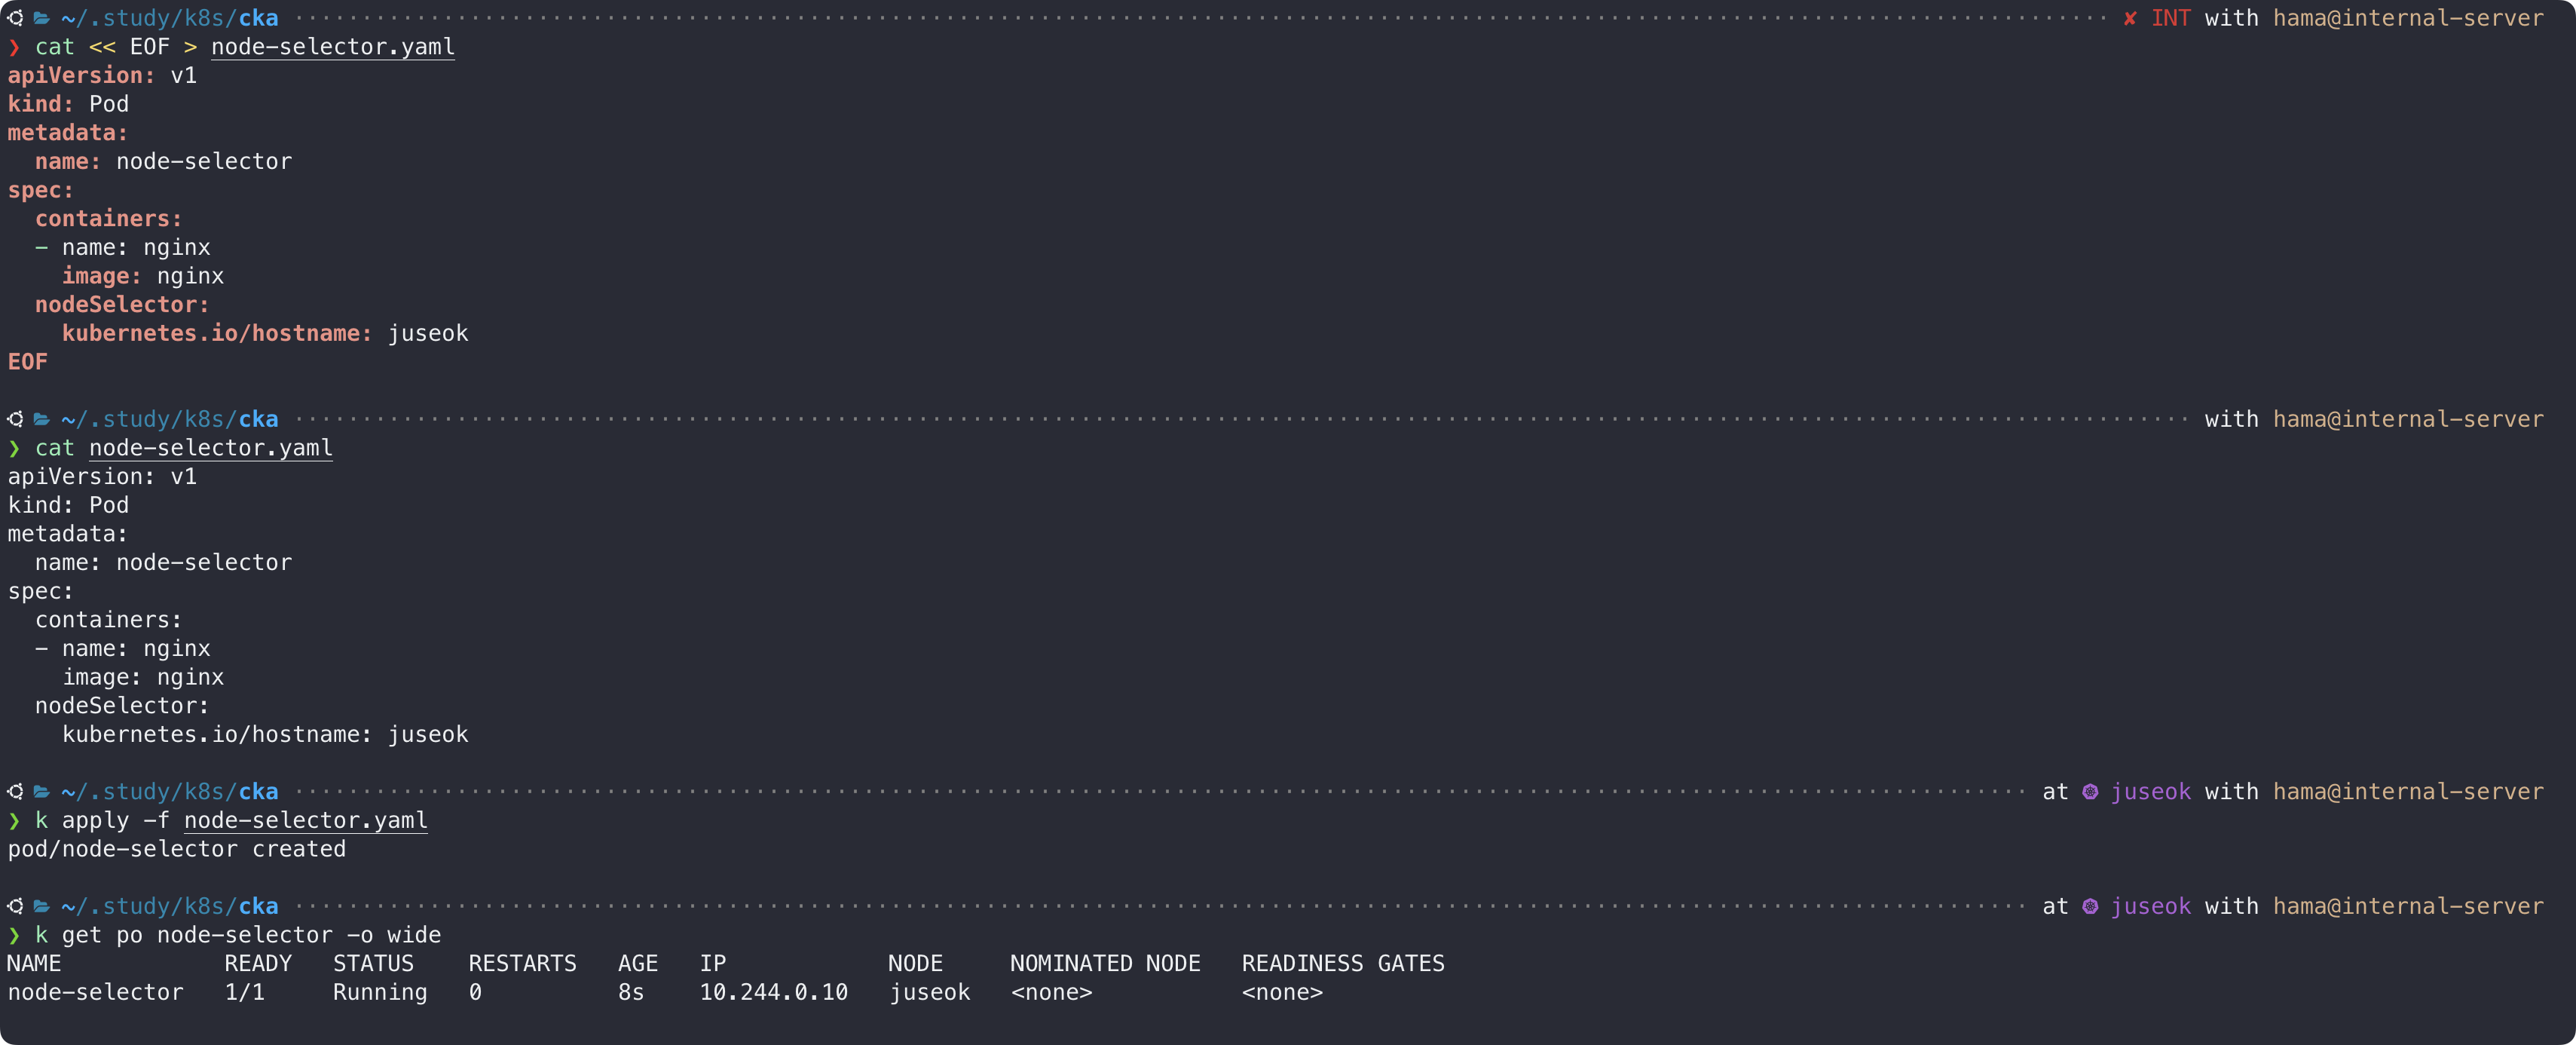 ~/.study/k8s/cka ✘ INT with hama@internal-server
❯ cat << EOF > node-selector.yaml
apiVersion: v1
kind: Pod
metadata:
  name: node-selector
spec:
  containers:
  - name: nginx
    image: nginx
  nodeSelector:
    kubernetes.io/hostname: juseok
EOF
~/.study/k8s/cka with hama@internal-server
❯ cat node-selector.yaml
apiVersion: v1
kind: Pod
metadata:
  name: node-selector
spec:
  containers:
  - name: nginx
    image: nginx
  nodeSelector:
    kubernetes.io/hostname: juseok
~/.study/k8s/cka at juseok with hama@internal-server
❯ k apply -f node-selector.yaml
pod/node-selector created
~/.study/k8s/cka at juseok with hama@internal-server
❯ k get po node-selector -o wide
NAME            READY   STATUS    RESTARTS   AGE   IP            NODE     NOMINATED NODE   READINESS GATES
node-selector   1/1     Running   0          8s    10.244.0.10   juseok   <none>           <none>